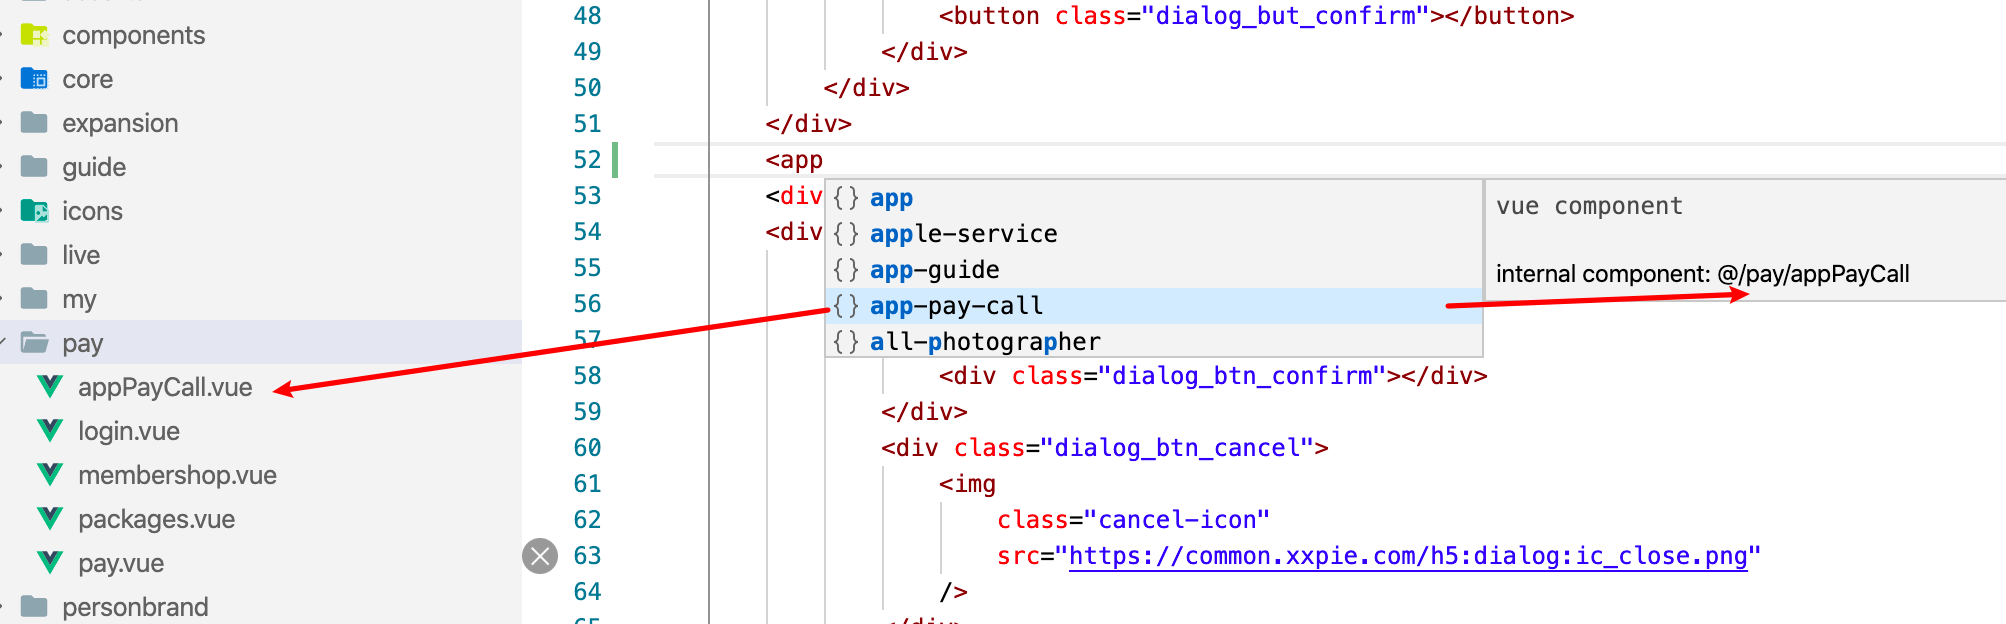 components
core
expansion
guide
icons
live
my
pay
appPayCall.vue
login.vue
membershop.vue
packages.vue
pay.vue
personbrand
48 <button class="dialog_but_confirm"></button>
49 </div>
50 </div>
51 </div>
52 <app
53 <div
54 <div
55
56
57
58 <div class="dialog_btn_confirm"></div>
59 </div>
60 <div class="dialog_btn_cancel">
61 <img
62 class="cancel-icon"
63 src="https://common.xxpie.com/h5:dialog:ic_close.png"
64 />
{} app
{} apple-service
{} app-guide
{} app-pay-call
{} all-photographer
vue component
internal component: @/pay/appPayCall